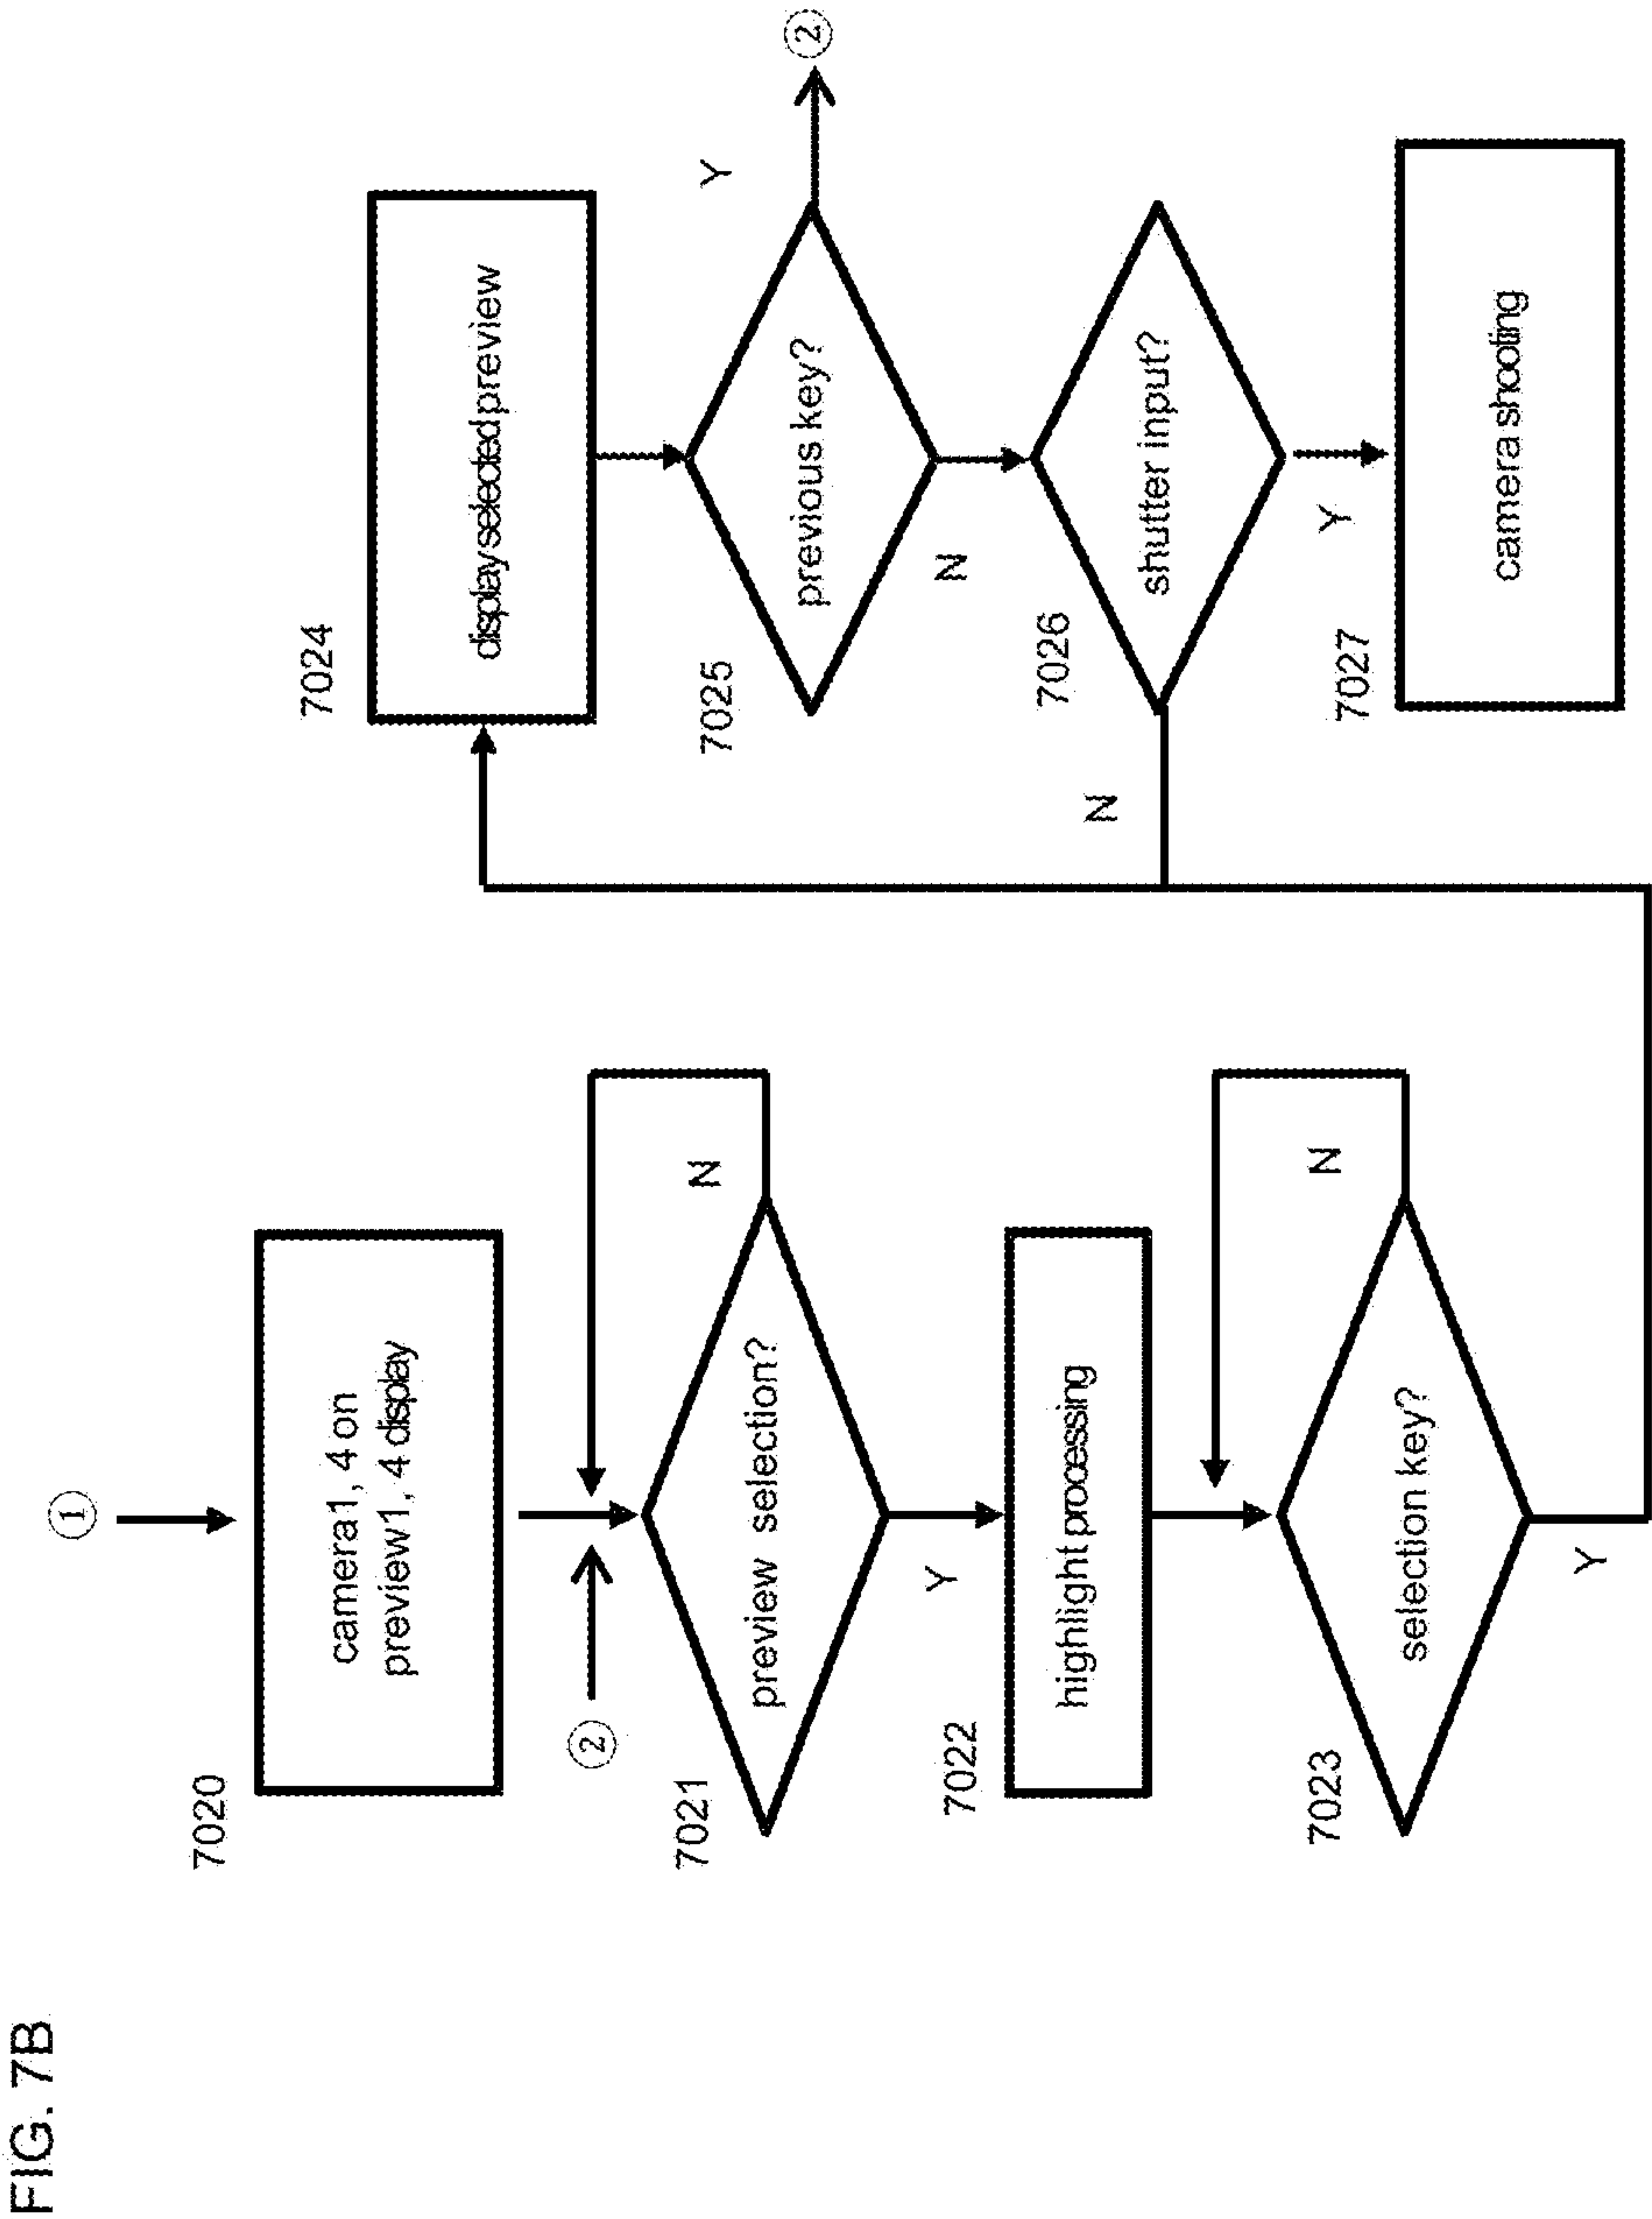 FIG. 7B
①
7020
camera1, 4 on
preview1, 4 display
②
7021
preview selection?
N
Y
7022
highlight processing
7023
selection key?
N
Y
7024
display selected preview
7025
previous key?
Y
②
N
7026
shutter input?
N
Y
7027
camera shooting